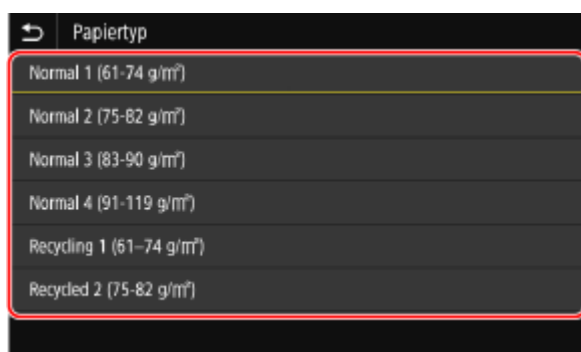 Papiertyp
Normal 1 (61-74 g/m²)
Normal 2 (75-82 g/m²)
Normal 3 (83-90 g/m²)
Normal 4 (91-119 g/m²)
Recycling 1 (61–74 g/m²)
Recycled 2 (75-82 g/m²)